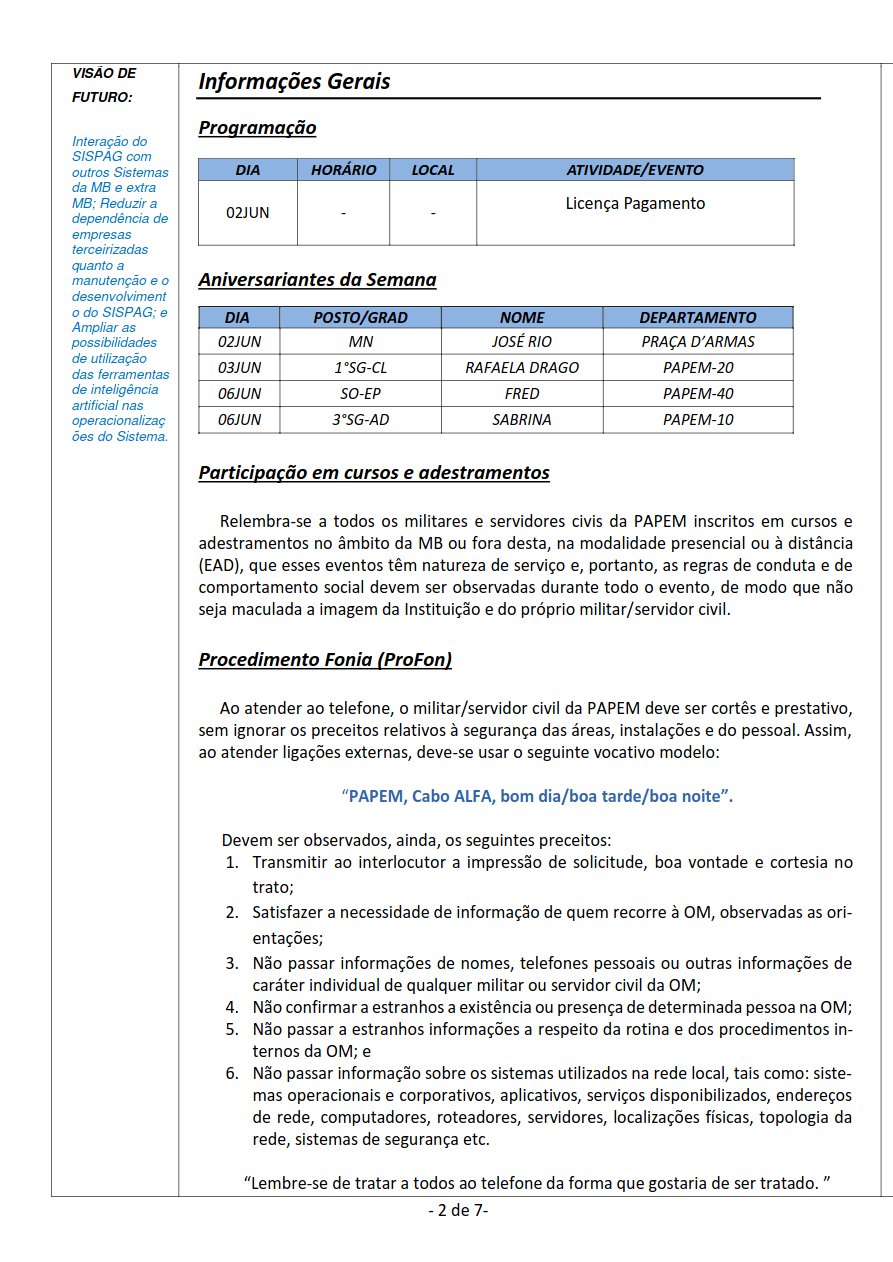 VISÃO DE
FUTURO:
Interação do
SISPAG com
outros Sistemas
da MB e extra
MB; Reduzir a
dependência de
empresas
terceirizadas
quanto a
manutenção e o
desenvolviment
o do SISPAG; e
Ampliar as
possibilidades
de utilização
das ferramentas
de inteligência
artificial nas
operacionalizaç
ões do Sistema.
Informações Gerais
Programação
DIA HORÁRIO LOCAL ATIVIDADE/EVENTO
02JUN - - Licença Pagamento
Aniversariantes da Semana
DIA POSTO/GRAD NOME DEPARTAMENTO
02JUN MN JOSÉ RIO PRAÇA D’ARMAS
03JUN 1°SG-CL RAFAELA DRAGO PAPEM-20
06JUN SO-EP FRED PAPEM-40
06JUN 3°SG-AD SABRINA PAPEM-10
Participação em cursos e adestramentos
Relembra-se a todos os militares e servidores civis da PAPEM inscritos em cursos e
adestramentos no âmbito da MB ou fora desta, na modalidade presencial ou à distância
(EAD), que esses eventos têm natureza de serviço e, portanto, as regras de conduta e de
comportamento social devem ser observadas durante todo o evento, de modo que não
seja maculada a imagem da Instituição e do próprio militar/servidor civil.
Procedimento Fonia (ProFon)
Ao atender ao telefone, o militar/servidor civil da PAPEM deve ser cortês e prestativo,
sem ignorar os preceitos relativos à segurança das áreas, instalações e do pessoal. Assim,
ao atender ligações externas, deve-se usar o seguinte vocativo modelo:
“PAPEM, Cabo ALFA, bom dia/boa tarde/boa noite”.
Devem ser observados, ainda, os seguintes preceitos:
1. Transmitir ao interlocutor a impressão de solicitude, boa vontade e cortesia no
trato;
2. Satisfazer a necessidade de informação de quem recorre à OM, observadas as ori-
entações;
3. Não passar informações de nomes, telefones pessoais ou outras informações de
caráter individual de qualquer militar ou servidor civil da OM;
4. Não confirmar a estranhos a existência ou presença de determinada pessoa na OM;
5. Não passar a estranhos informações a respeito da rotina e dos procedimentos in-
ternos da OM; e
6. Não passar informação sobre os sistemas utilizados na rede local, tais como: siste-
mas operacionais e corporativos, aplicativos, serviços disponibilizados, endereços
de rede, computadores, roteadores, servidores, localizações físicas, topologia da
rede, sistemas de segurança etc.
“Lembre-se de tratar a todos ao telefone da forma que gostaria de ser tratado. ”
- 2 de 7-